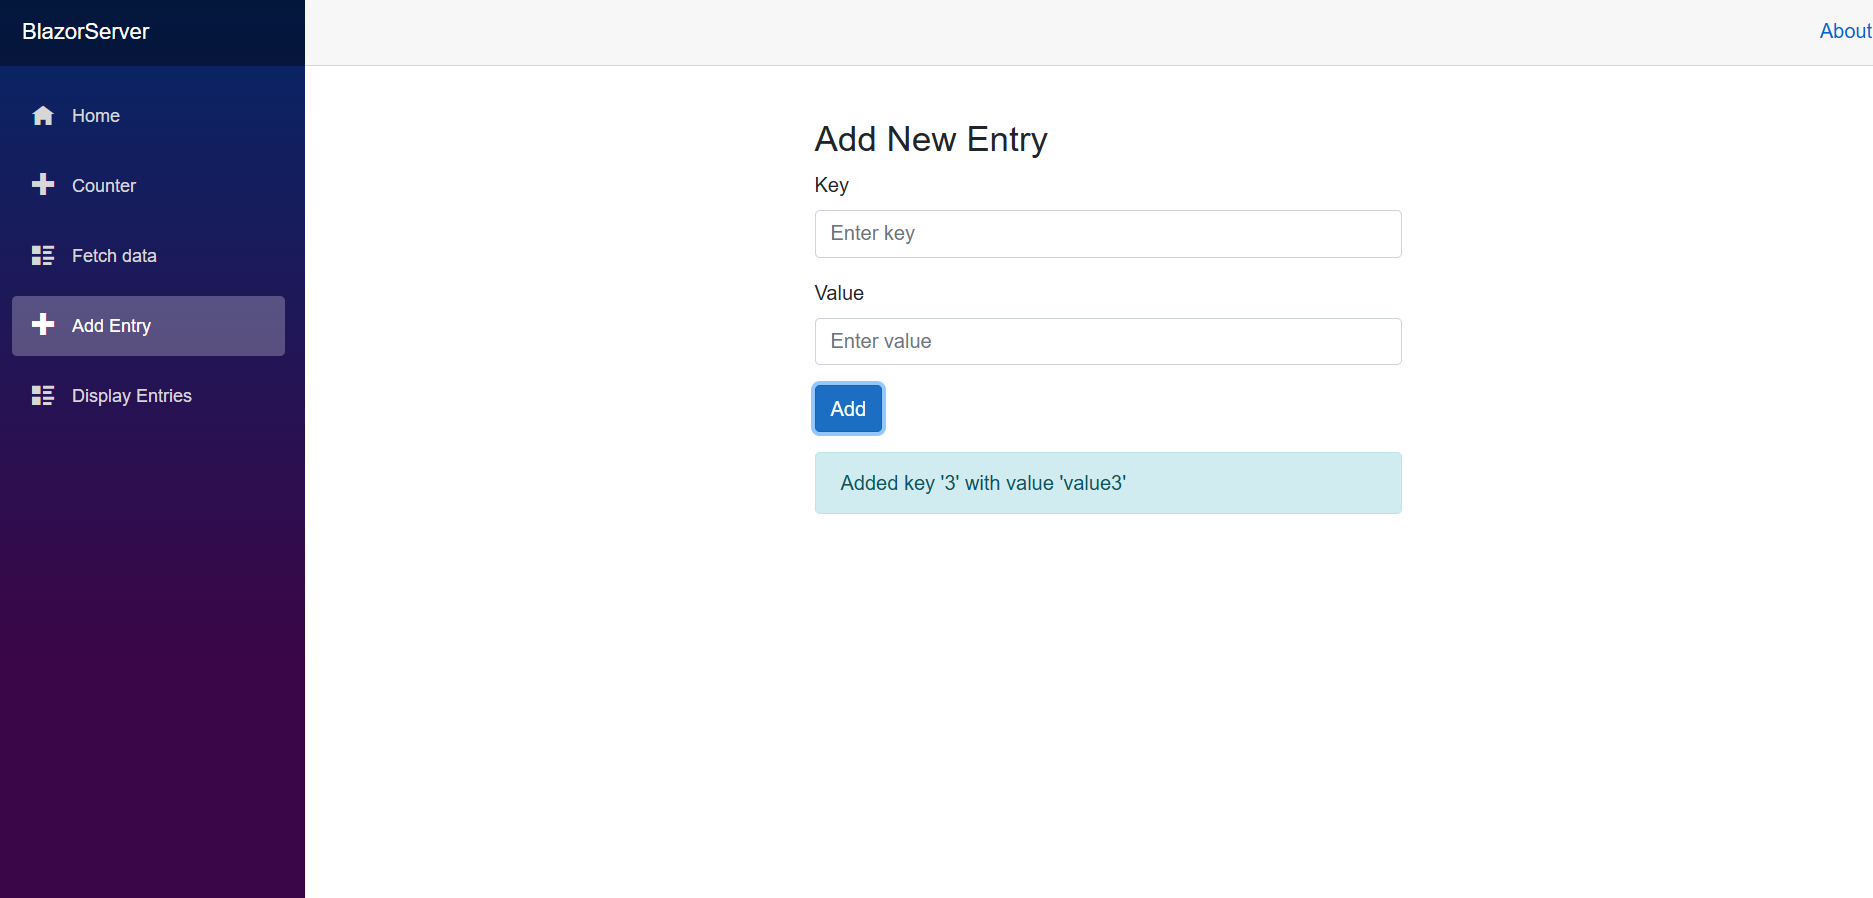 BlazorServer
About
Home
Counter
Fetch data
Add Entry
Display Entries
Add New Entry
Key
Enter key
Value
Enter value
Add
Added key '3' with value 'value3'